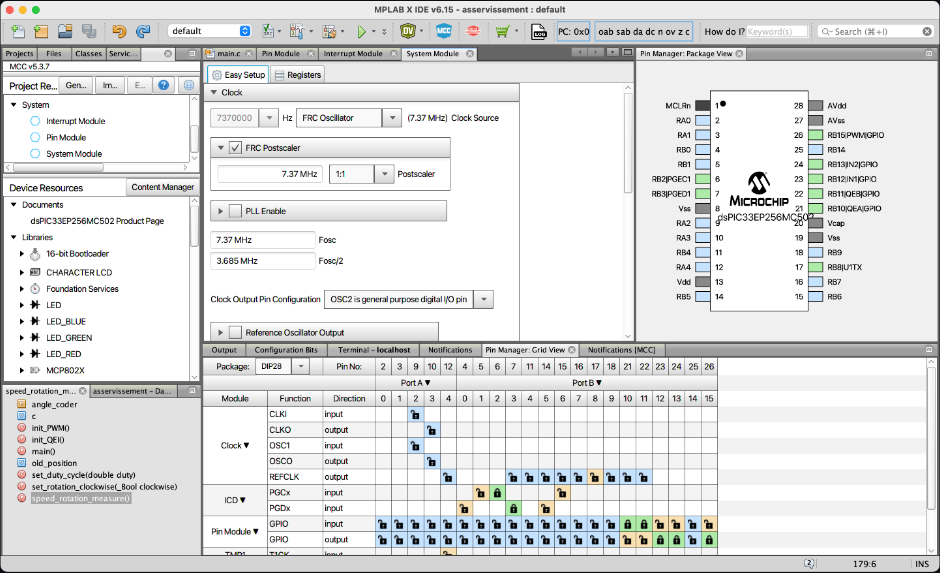 MPLAB X IDE v6.15 - asservissement : default
default
PC: 0x0
oab sab da dc n ov z c
How do I?
Keyword(s)
Search (⌘+I)
Projects
Files
Classes
Servic...
main.c
Pin Module
Interrupt Module
System Module
Pin Manager: Package View
MCC v5.3.7
Project Re...
Gen...
Im...
E...
System
Interrupt Module
Pin Module
System Module
Device Resources
Content Manager
Documents
dsPIC33EP256MC502 Product Page
Libraries
16-bit Bootloader
CHARACTER LCD
Foundation Services
LED
LED_BLUE
LED_GREEN
LED_RED
MCP802X
speed_rotation_m...
asservissement – Da...
angle_coder
c
init_PWM()
init_QEI()
main()
old_position
set_duty_cycle(double duty)
set_rotation_clockwise(_Bool clockwise)
speed_rotation_measure()
Easy Setup
Registers
Clock
7370000 Hz FRC Oscillator (7.37 MHz) Clock Source
FRC Postscaler
7.37 MHz 1:1 Postscaler
PLL Enable
7.37 MHz Fosc
3.685 MHz Fosc/2
Clock Output Pin Configuration OSC2 is general purpose digital I/O pin
Reference Oscillator Output
MCLRn 1 28 AVdd
RA0 2 27 AVss
RA1 3 26 RB15|PWM|GPIO
RB0 4 25 RB14
RB1 5 24 RB13|IN2|GPIO
RB2|PGEC1 6 23 RB12|IN1|GPIO
RB3|PGED1 7 22 RB11|QEB|GPIO
Vss 8 21 RB10|QEA|GPIO
RA2 9 20 Vcap
RA3 10 19 Vss
RB4 11 18 RB9
RA4 12 17 RB8|U1TX
Vdd 13 16 RB7
RB5 14 15 RB6
MICROCHIP
dsPIC33EP256MC502
Output
Configuration Bits
Terminal – localhost
Notifications
Pin Manager: Grid View
Notifications [MCC]
Package: DIP28 Pin No: 2 3 9 10 12 4 5 6 7 11 14 15 16 17 18 21 22 23 24 25 26
Port A ▼ Port B ▼
Module Function Direction 0 1 2 3 4 0 1 2 3 4 5 6 7 8 9 10 11 12 13 14 15
Clock ▼
CLKI input
CLKO output
OSC1 input
OSCO output
REFCLK output
ICD ▼
PGCx input
PGDx input
Pin Module ▼
GPIO input
GPIO output
TMR1 T1CK input
2
179:6
INS